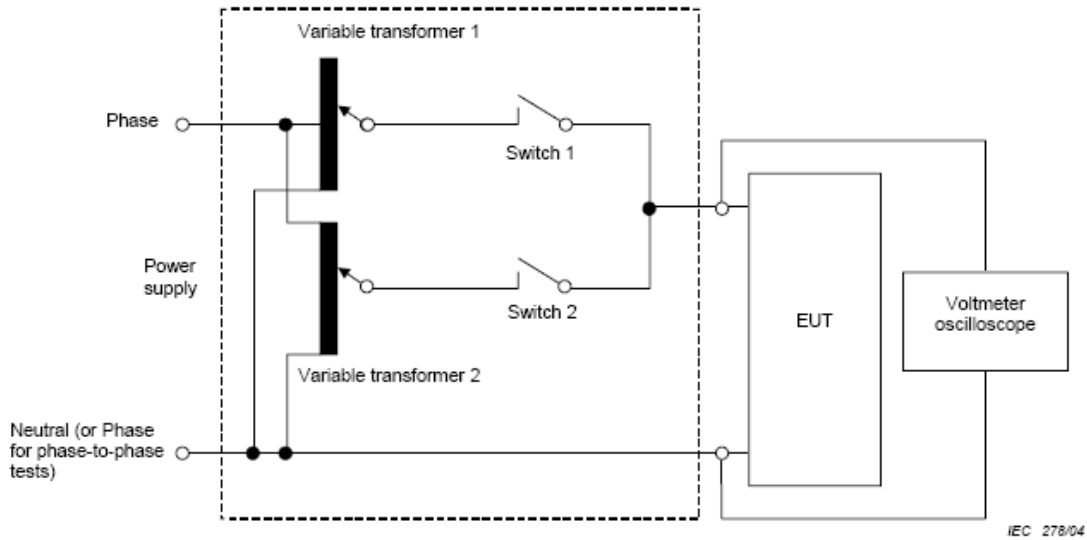 Variable transformer 1
Phase
Switch 1
Power
supply
Switch 2
EUT
Voltmeter
oscilloscope
Variable transformer 2
Neutral (or Phase
for phase-to-phase
tests)
IEC 278/04